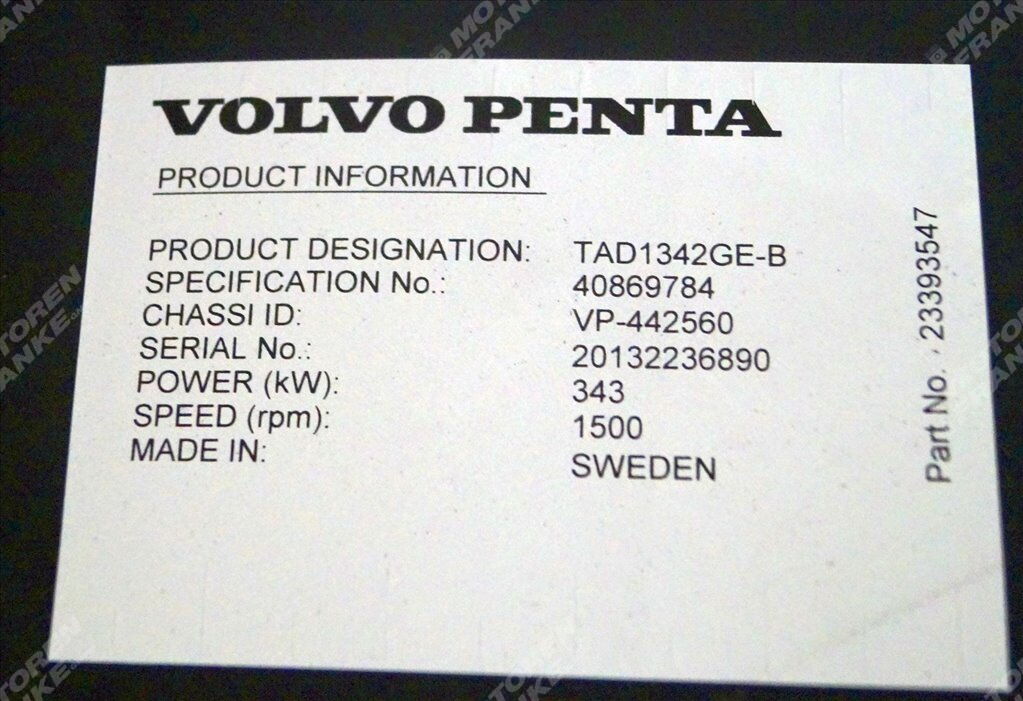 VOLVO PENTA
PRODUCT INFORMATION
PRODUCT DESIGNATION: TAD1342GE-B
SPECIFICATION No.: 40869784
CHASSI ID: VP-442560
SERIAL No.: 20132236890
POWER (kW): 343
SPEED (rpm): 1500
MADE IN: SWEDEN
Part No. 23393547